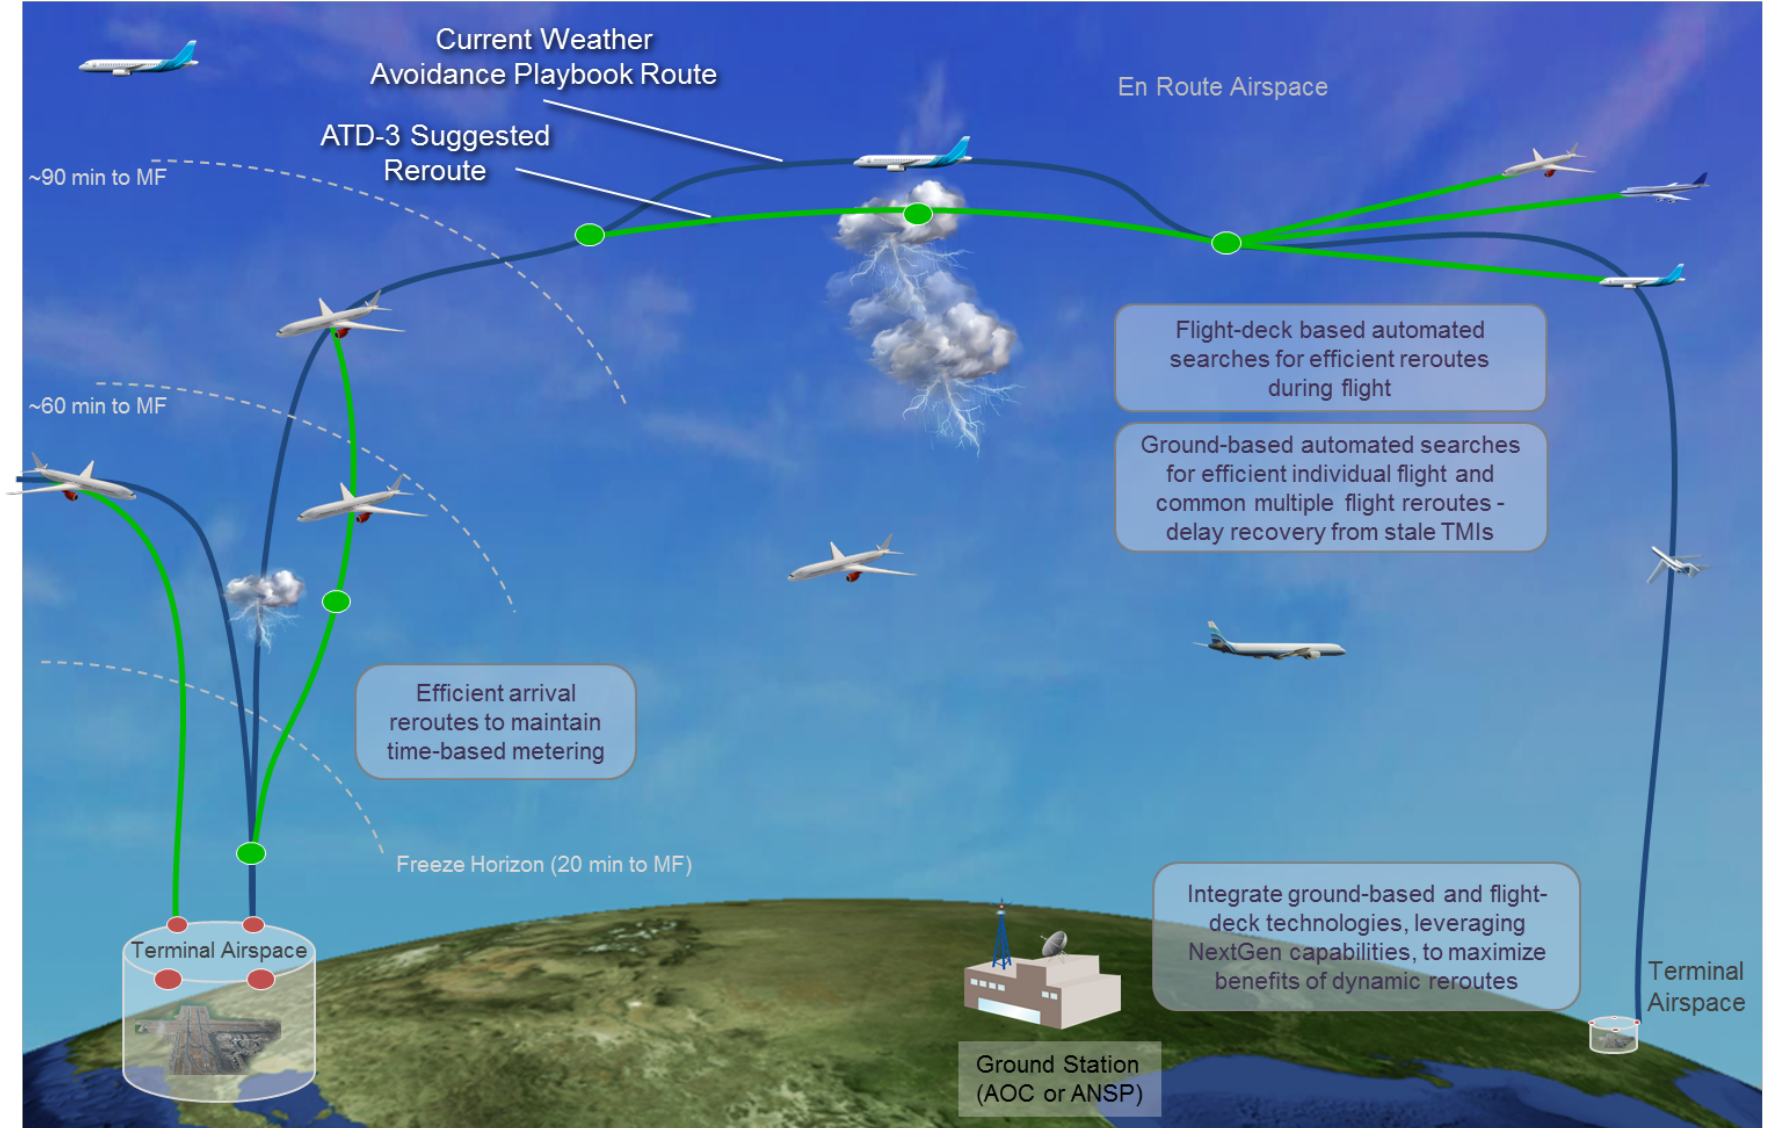 Current Weather
Avoidance Playbook Route
En Route Airspace
ATD-3 Suggested
Reroute
~90 min to MF
~60 min to MF
Flight-deck based automated
searches for efficient reroutes
during flight
Ground-based automated searches
for efficient individual flight and
common multiple flight reroutes -
delay recovery from stale TMIs
Efficient arrival
reroutes to maintain
time-based metering
Freeze Horizon (20 min to MF)
Integrate ground-based and flight-
deck technologies, leveraging
NextGen capabilities, to maximize
benefits of dynamic reroutes
Terminal Airspace
Terminal
Airspace
Ground Station
(AOC or ANSP)